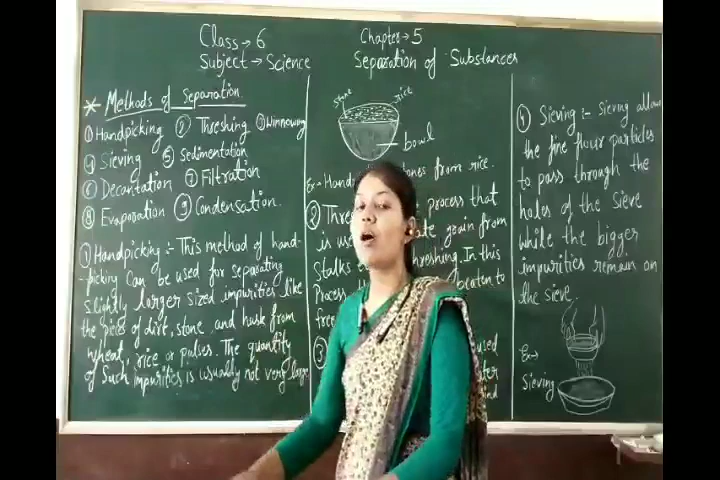 Class → 6
Subject → Science
Chapter → 5
Separation of Substances
* Methods of Separation
① Handpicking ② Threshing ③ Winnowing
④ Sieving ⑤ Sedimentation
⑥ Decantation ⑦ Filtration
⑧ Evaporation ⑨ Condensation.
① Handpicking :- This method of hand-
-picking can be used for separating
slightly larger sized impurities like
the pieces of dirt, stone and husk from
wheat, rice or pulses. The quantity
of such impurities is usually not very large
stone
rice
bowl
Ex → Hand ones from rice.
② Thre process that
is use ate grain from
stalks threshing. In this
Process beaten to
free
③ used
ind
④ Sieving :- Sieving allow
the fine flour particles
to pass through the
holes of the sieve
while the bigger
impurities remain on
the sieve.
Ex →
Sieving